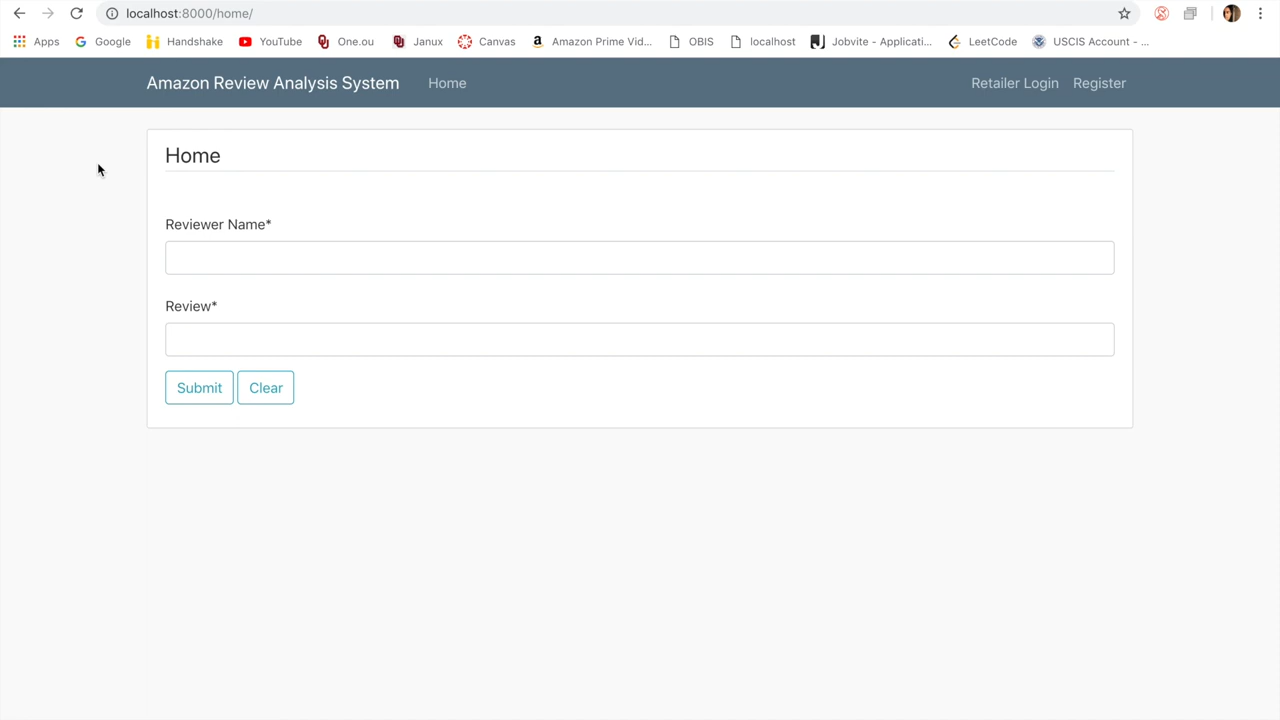 localhost:8000/home/
Apps Google Handshake YouTube One.ou Janux Canvas Amazon Prime Vid... OBIS localhost Jobvite - Applicati... LeetCode USCIS Account - ...
Amazon Review Analysis System Home Retailer Login Register
Home
Reviewer Name*
Review*
Submit Clear